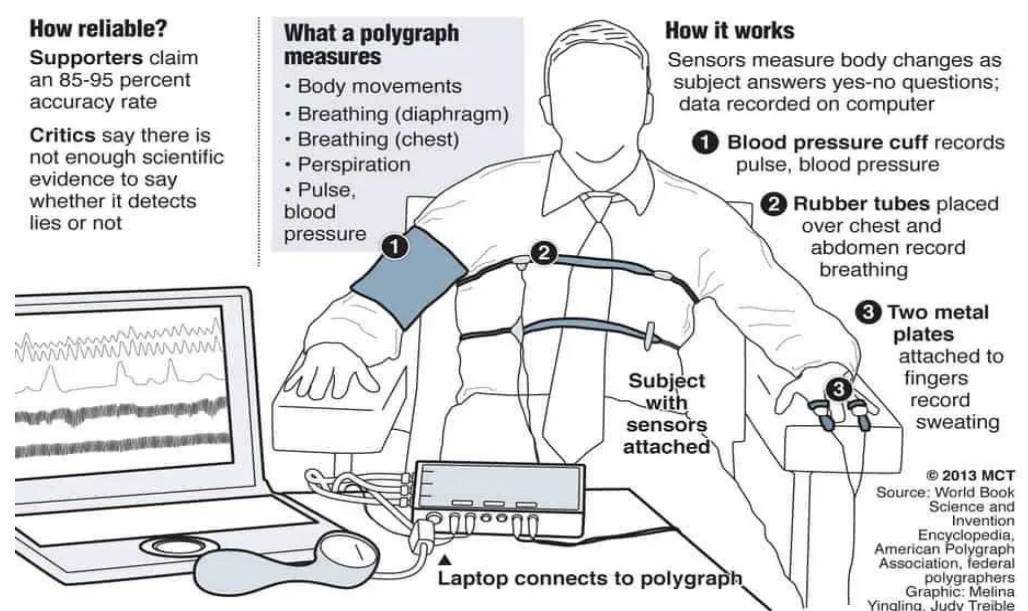 How reliable?
Supporters claim
an 85-95 percent
accuracy rate
Critics say there is
not enough scientific
evidence to say
whether it detects
lies or not
What a polygraph
measures
• Body movements
• Breathing (diaphragm)
• Breathing (chest)
• Perspiration
• Pulse,
blood
pressure
How it works
Sensors measure body changes as
subject answers yes-no questions;
data recorded on computer
1 Blood pressure cuff records
pulse, blood pressure
2 Rubber tubes placed
over chest and
abdomen record
breathing
3 Two metal
plates
attached to
fingers
record
sweating
1
2
3
Subject
with
sensors
attached
Laptop connects to polygraph
© 2013 MCT
Source: World Book
Science and
Invention
Encyclopedia,
American Polygraph
Association, federal
polygraphers
Graphic: Melina
Yingling, Judy Treible